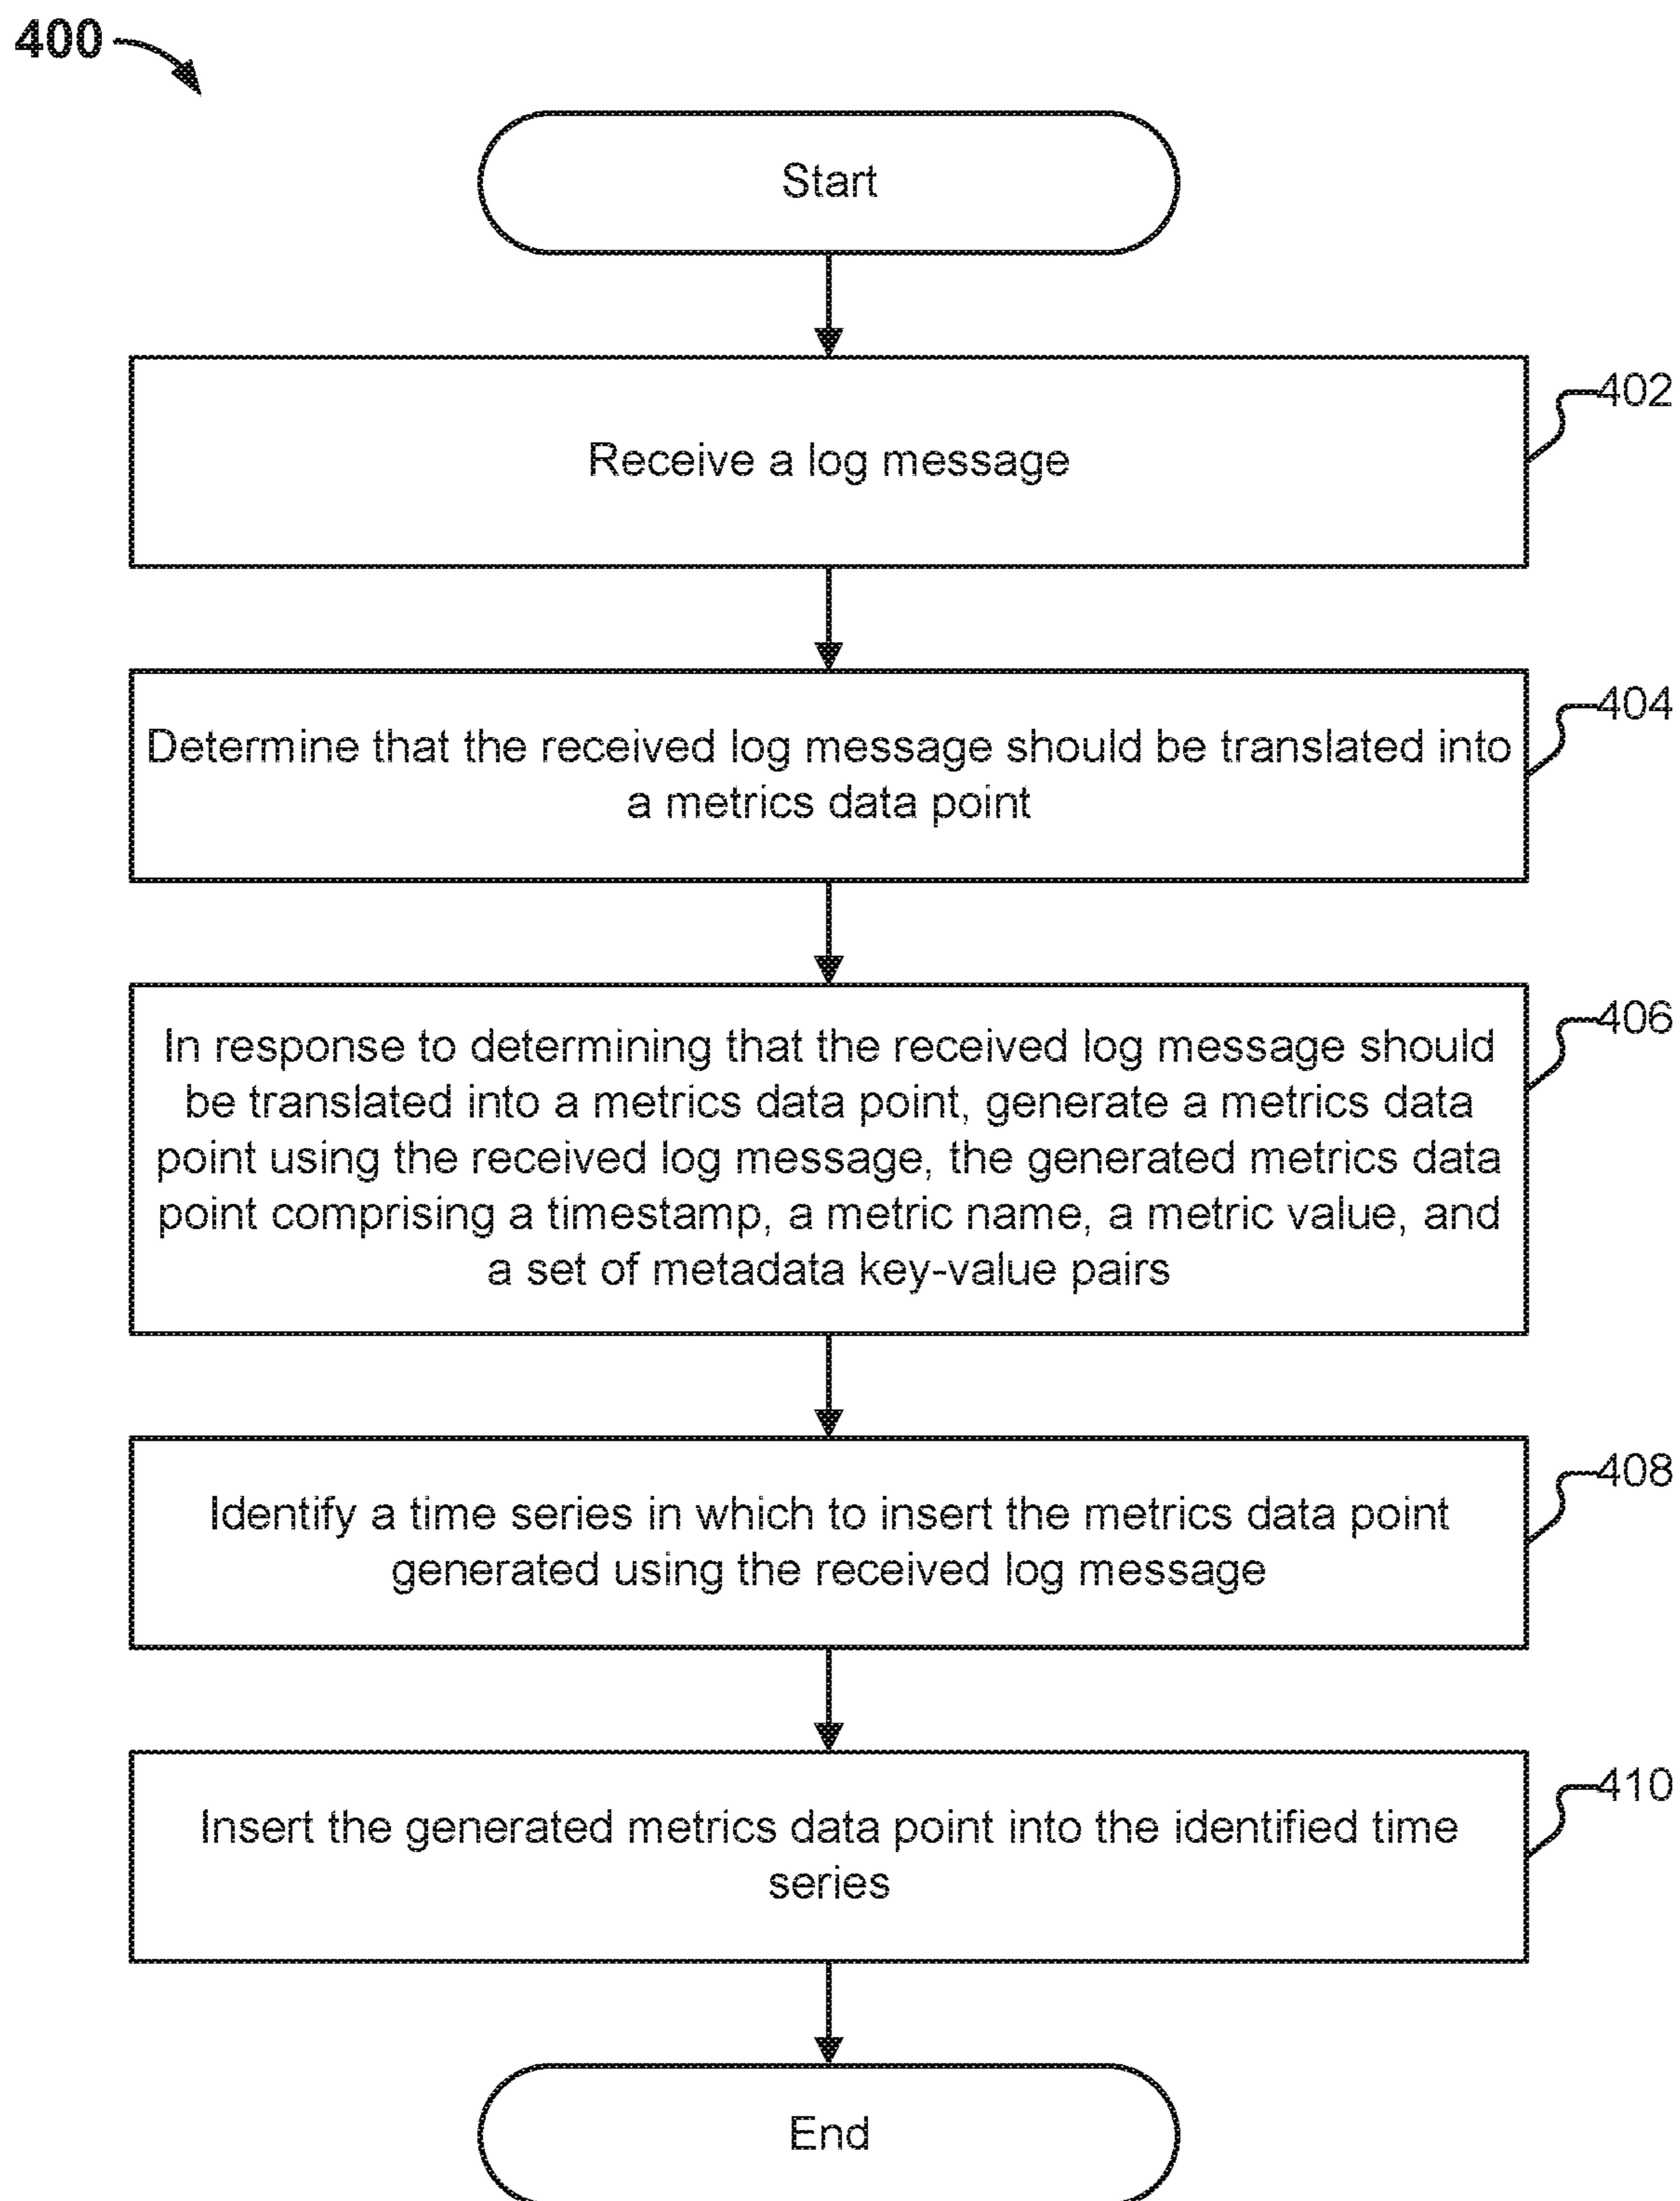 400
Start
Receive a log message
402
Determine that the received log message should be translated into
a metrics data point
404
In response to determining that the received log message should
be translated into a metrics data point, generate a metrics data
point using the received log message, the generated metrics data
point comprising a timestamp, a metric name, a metric value, and
a set of metadata key-value pairs
406
Identify a time series in which to insert the metrics data point
generated using the received log message
408
Insert the generated metrics data point into the identified time
series
410
End